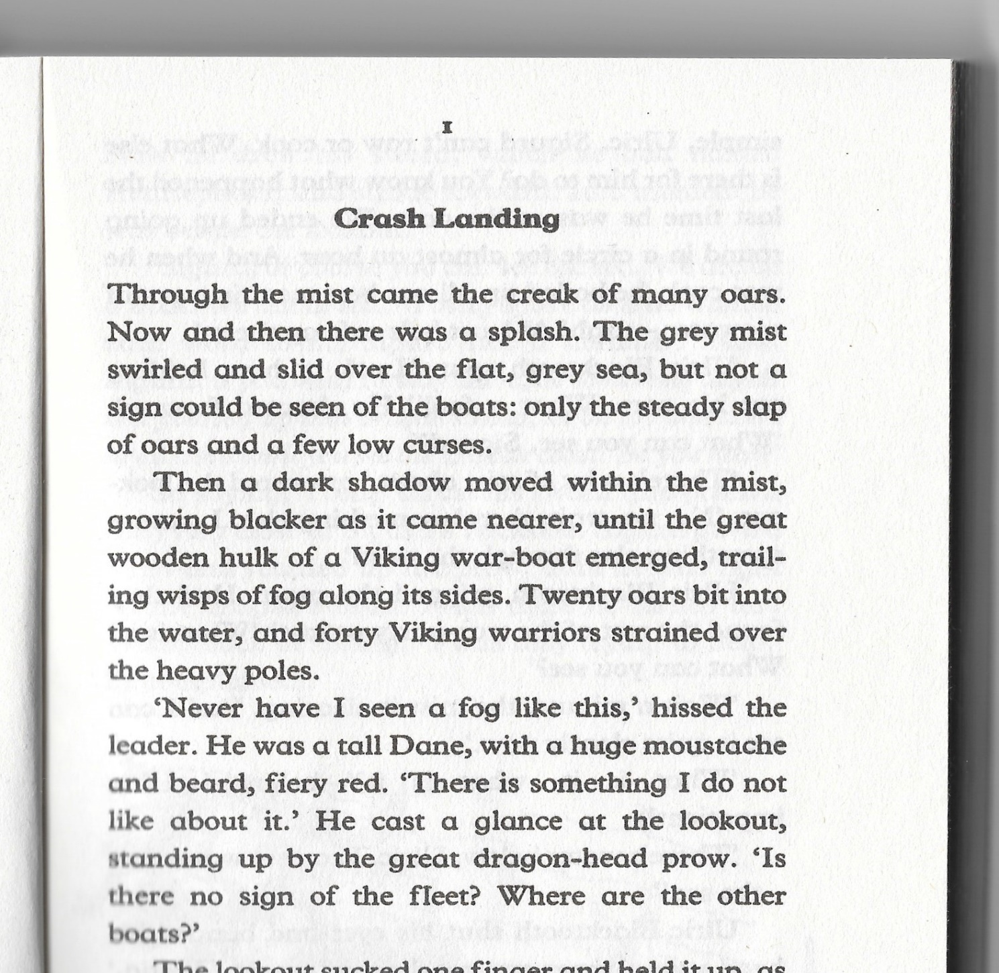 1
Crash Landing
Through the mist came the creak of many oars.
Now and then there was a splash. The grey mist
swirled and slid over the flat, grey sea, but not a
sign could be seen of the boats: only the steady slap
of oars and a few low curses.
Then a dark shadow moved within the mist,
growing blacker as it came nearer, until the great
wooden hulk of a Viking war-boat emerged, trail-
ing wisps of fog along its sides. Twenty oars bit into
the water, and forty Viking warriors strained over
the heavy poles.
‘Never have I seen a fog like this,’ hissed the
leader. He was a tall Dane, with a huge moustache
and beard, fiery red. ‘There is something I do not
like about it.’ He cast a glance at the lookout,
standing up by the great dragon-head prow. ‘Is
there no sign of the fleet? Where are the other
boats?’
The lookout sucked one finger and held it up, as